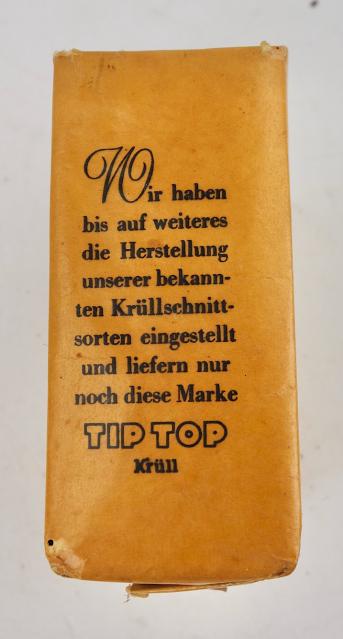 Wir haben
bis auf weiteres
die Herstellung
unserer bekann-
ten Krüllschnitt-
sorten eingestellt
und liefern nur
noch diese Marke
TIP TOP
Krüll